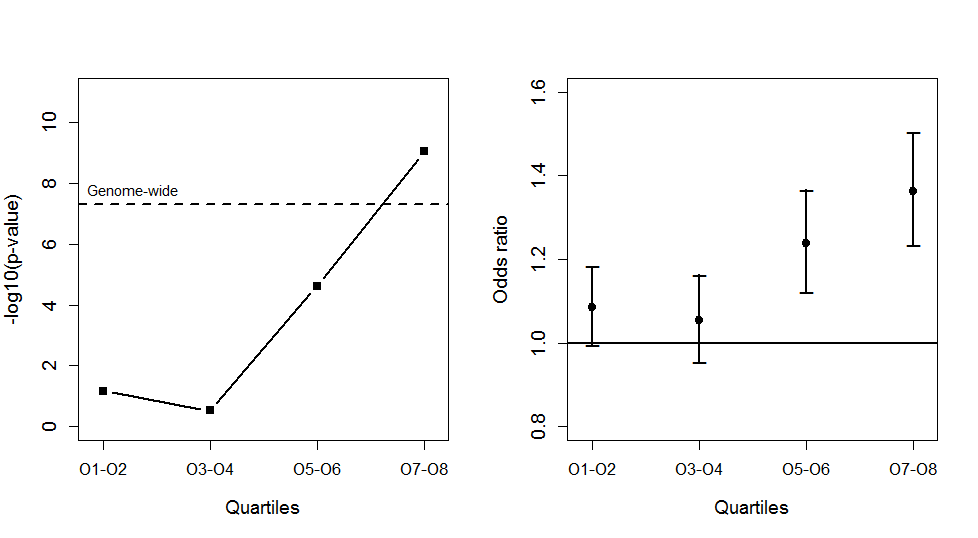 -log10(p-value)
10
8
6
4
2
0
Genome-wide
O1-O2 O3-O4 O5-O6 O7-O8
Quartiles
Odds ratio
1.6
1.4
1.2
1.0
0.8
O1-O2 O3-O4 O5-O6 O7-O8
Quartiles